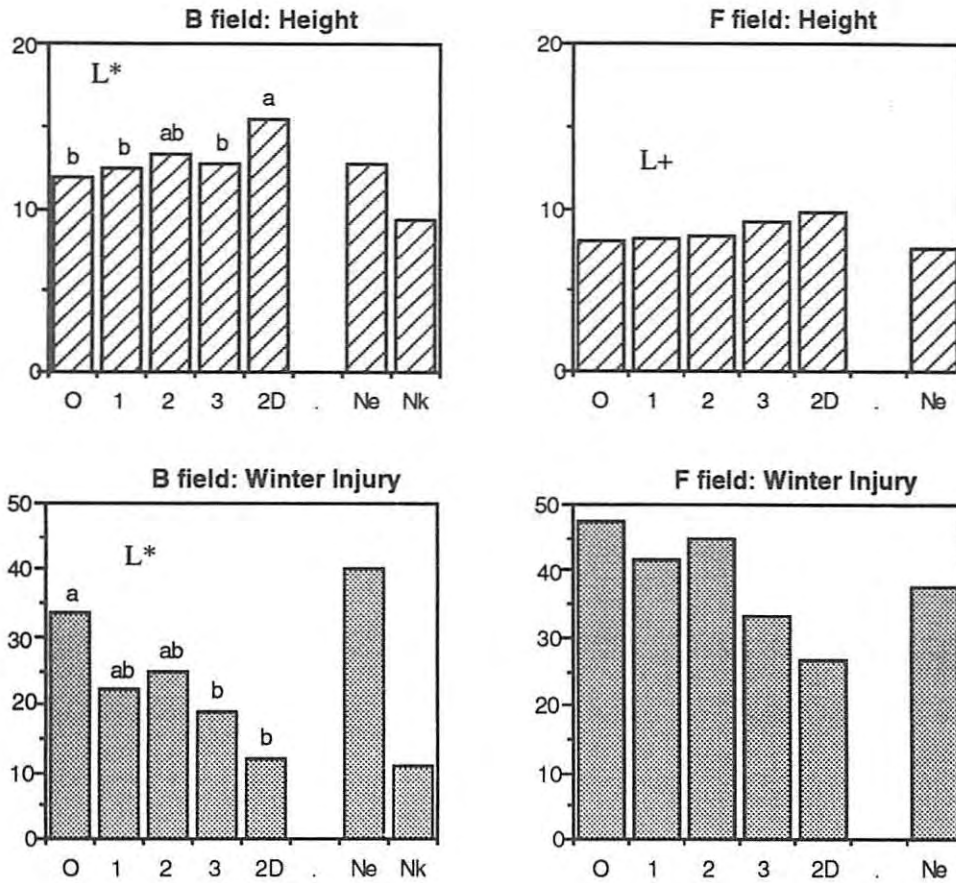 B field: Height
20
L*
a
b
b
ab
b
10
0
O 1 2 3 2D . Ne Nk
F field: Height
20
L+
10
0
O 1 2 3 2D . Ne
B field: Winter Injury
50
L*
40
a
30
ab
ab
20
b
b
10
0
O 1 2 3 2D . Ne Nk
F field: Winter Injury
50
40
30
20
10
0
O 1 2 3 2D . Ne